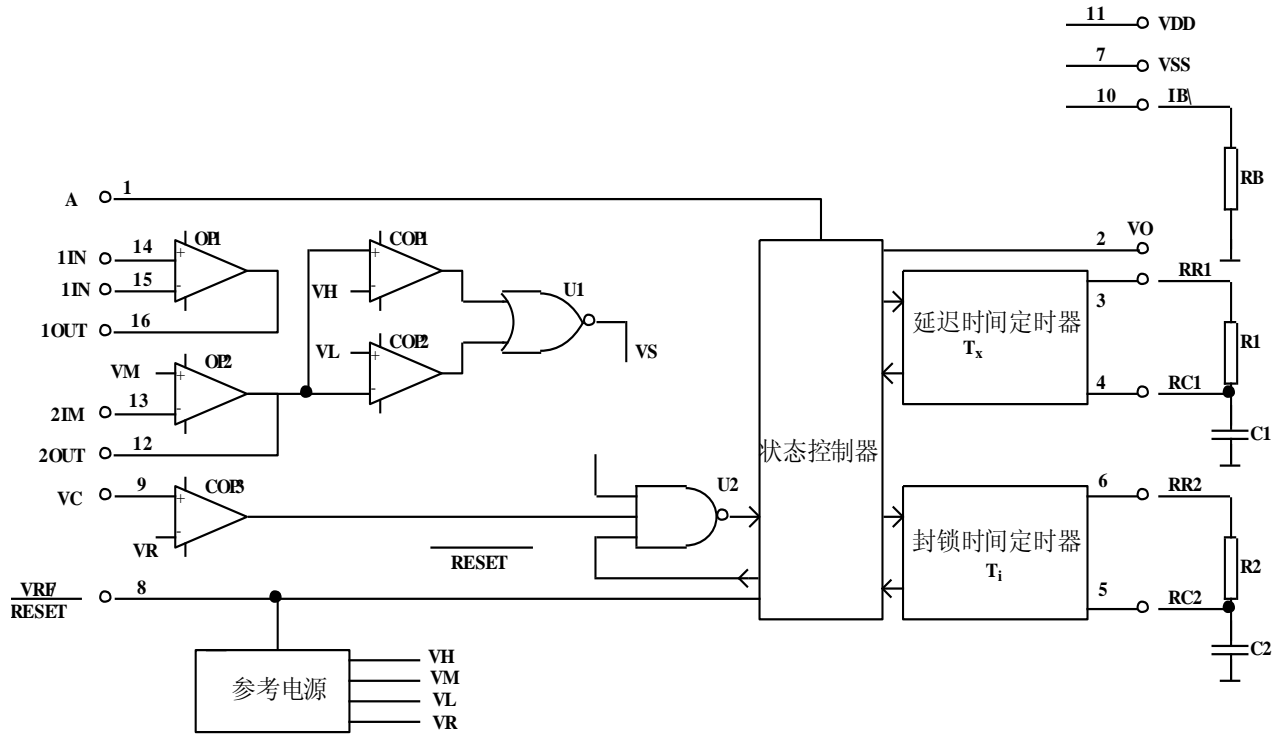 11 VDD
7 VSS
10 IB\
RB
A 1
VO
2
1IN 14 OP1
1IN 15
1OUT 16
COP1
VH
U1
VL COP2
VS
VM OP2
2IM 13
2OUT 12
VC 9 COP3
VR
RESET
U2
VRF/
RESET
8
参考电源
VH
VM
VL
VR
状态控制器
延迟时间定时器
Tx
3 RR1
R1
4 RC1
C1
封锁时间定时器
Ti
6 RR2
R2
5 RC2
C2